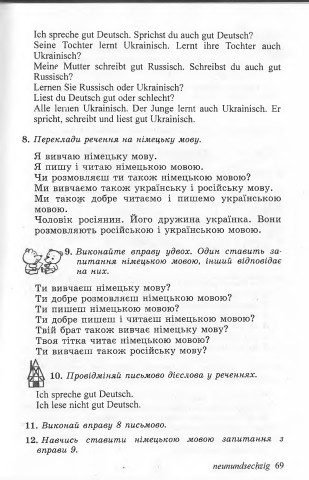 Ich spreche gut Deutsch. Sprichst du auch gut Deutsch?
Seine Tochter lernt Ukrainisch. Lernt ihre Tochter auch
Ukrainisch?
Meine Mutter schreibt gut Russisch. Schreibst du auch gut
Russisch?
Lernen Sie Russisch oder Ukrainisch?
Liest du Deutsch gut oder schlecht?
Alle lernen Ukrainisch. Der Junge lernt auch Ukrainisch. Er
spricht, schreibt und liest gut Ukrainisch.
8. Переклади речення на німецьку мову.
Я вивчаю німецьку мову.
Я пишу і читаю німецькою мовою.
Чи розмовляєш ти також німецькою мовою?
Ми вивчаємо також українську і російську мову.
Ми також добре читаємо і пишемо українською
мовою.
Чоловік росіянин. Його дружина українка. Вони
розмовляють російською і українською мовою.
9. Виконайте вправу удвох. Один ставить за-
питання німецькою мовою, інший відповідає
на них.
Ти вивчаєш німецьку мову?
Ти добре розмовляєш німецькою мовою?
Ти пишеш німецькою мовою?
Ти добре пишеш і читаєш німецькою мовою?
Твій брат також вивчає німецьку мову?
Твоя тітка читає німецькою мовою?
Ти вивчаєш також російську мову?
10. Провідміняй письмово дієслова у реченнях.
Ich spreche gut Deutsch.
Ich lese nicht gut Deutsch.
11. Виконай вправу 8 письмово.
12. Навчись ставити німецькою мовою запитання з
вправи 9.
neunundsechzig 69